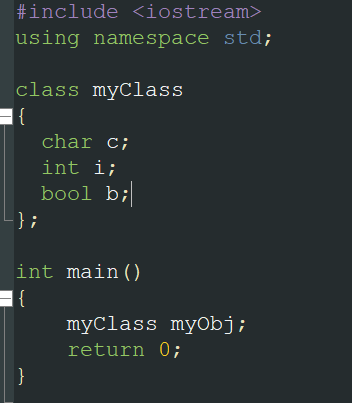 #include <iostream>
using namespace std;
class myClass
{
char c;
int i;
bool b;
};
int main()
{
myClass myObj;
return 0;
}